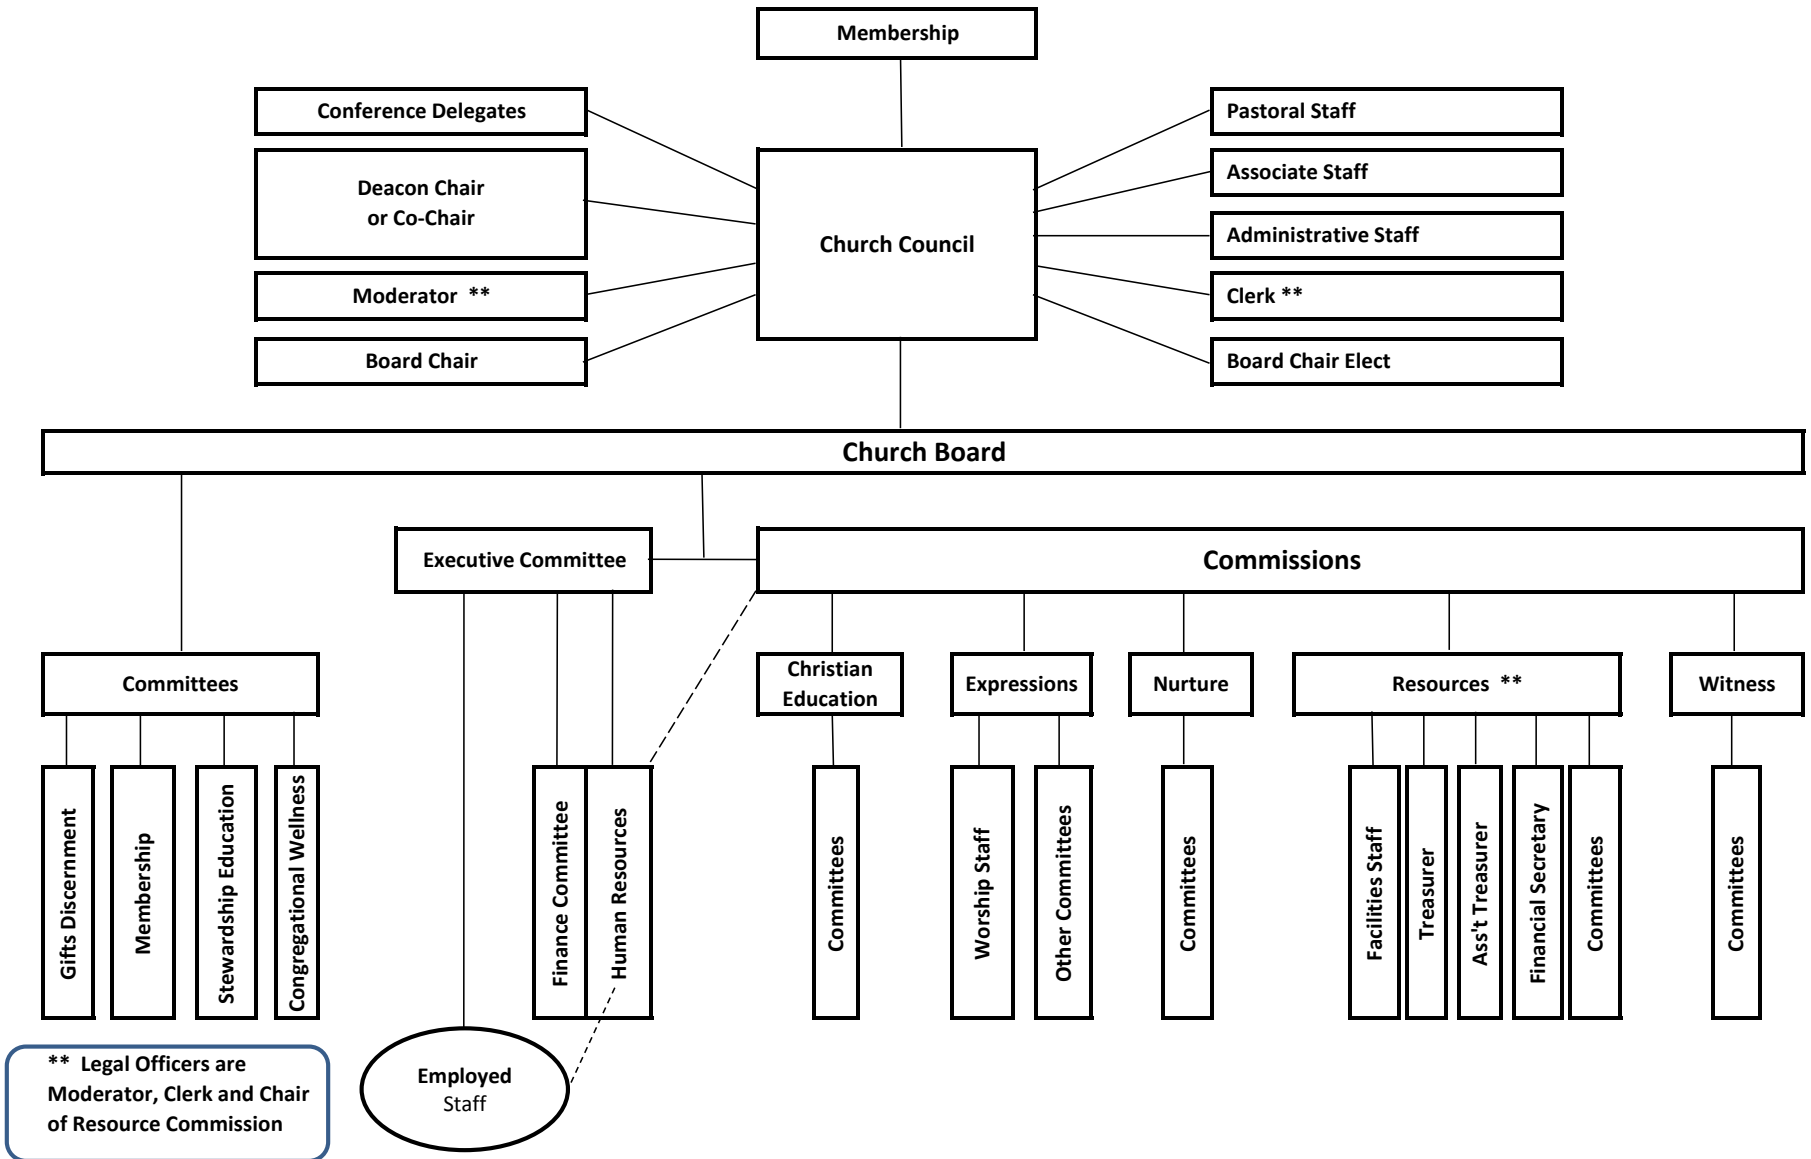 Membership
Conference Delegates
Pastoral Staff
Deacon Chair
or Co-Chair
Associate Staff
Church Council
Administrative Staff
Moderator **
Clerk **
Board Chair
Board Chair Elect
Church Board
Executive Committee
Commissions
Committees
Christian
Education
Expressions
Nurture
Resources **
Witness
Gifts Discernment
Membership
Stewardship Education
Congregational Wellness
Finance Committee
Human Resources
Committees
Worship Staff
Other Committees
Committees
Facilities Staff
Treasurer
Ass't Treasurer
Financial Secretary
Committees
Committees
** Legal Officers are
Moderator, Clerk and Chair
of Resource Commission
Employed
Staff